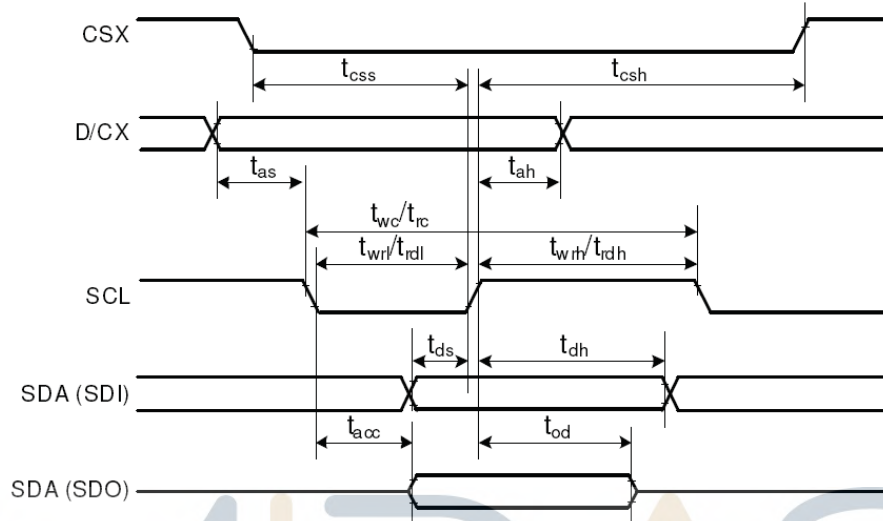 CSX
tcss
tcsh
D/CX
tas
tah
twc/trc
twrl/trdl
twrh/trdh
SCL
tds
tdh
SDA (SDI)
tacc
tod
SDA (SDO)